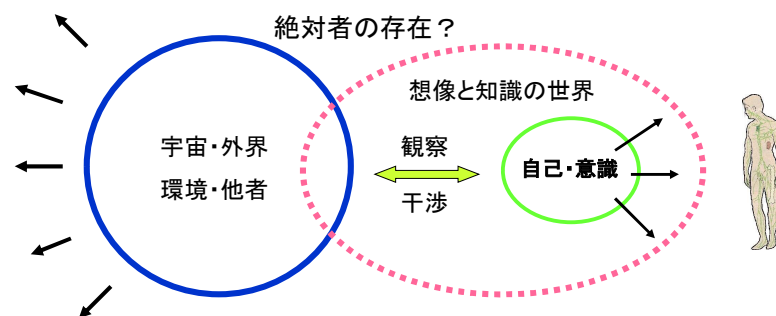 絶対者の存在？
想像と知識の世界
宇宙・外界
環境・他者
観察
干渉
自己・意識